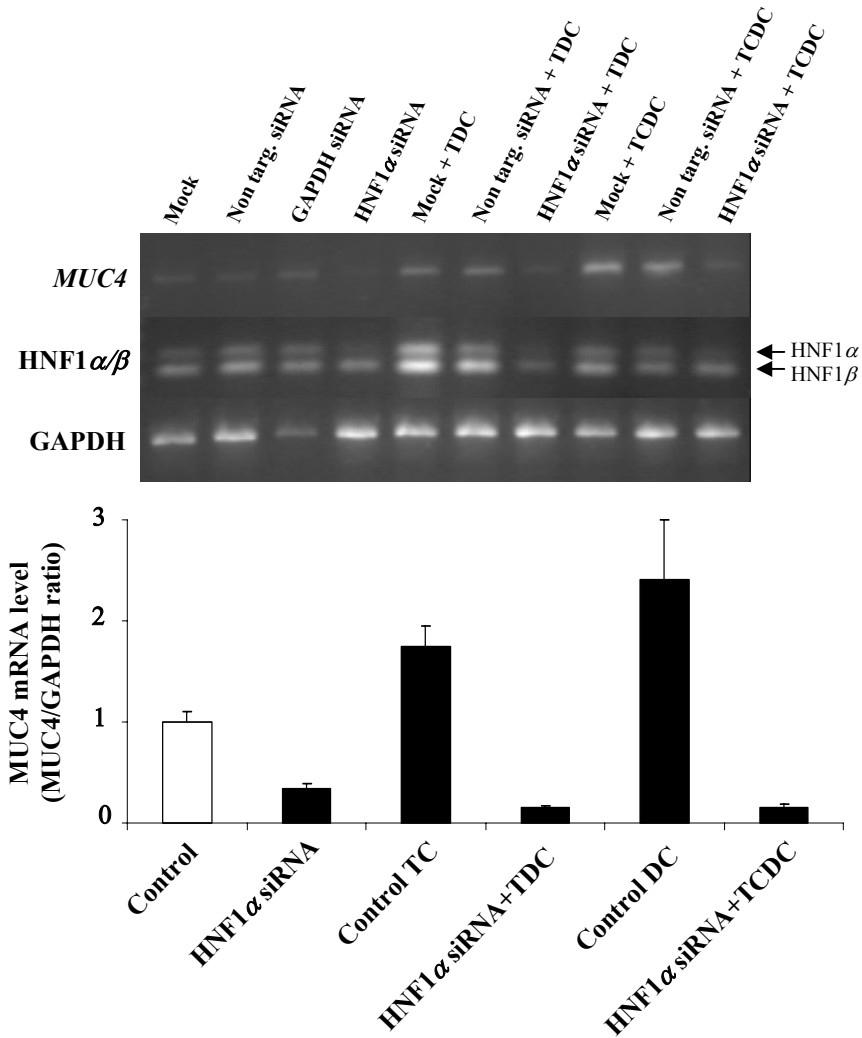 Mock
Non targ. siRNA
GAPDH siRNA
HNF1α siRNA
Mock + TDC
Non targ. siRNA + TDC
HNF1α siRNA + TDC
Mock + TCDC
Non targ. siRNA + TCDC
HNF1α siRNA + TCDC
MUC4
HNF1α/β
HNF1α
HNF1β
GAPDH
MUC4 mRNA level
(MUC4/GAPDH ratio)
3
2
1
0
Control
HNF1α siRNA
Control TC
HNF1α siRNA+TDC
Control DC
HNF1α siRNA+TCDC